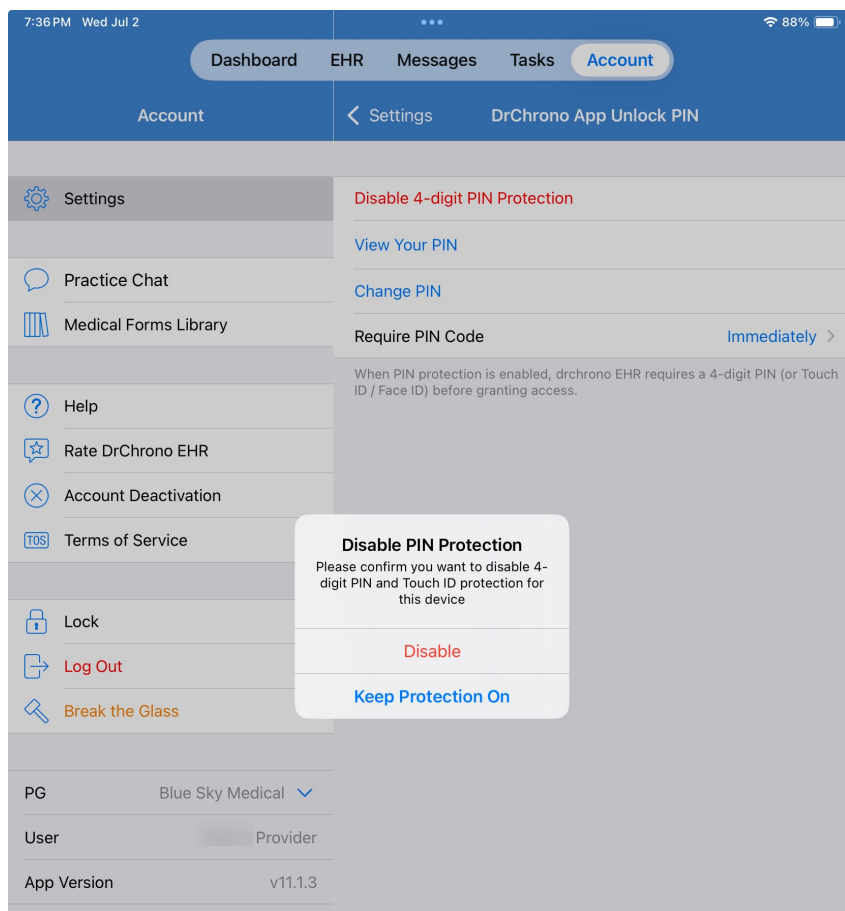 7:36 PM Wed Jul 2
88%
Dashboard EHR Messages Tasks Account
Account
Settings DrChrono App Unlock PIN
Settings
Practice Chat
Medical Forms Library
Help
Rate DrChrono EHR
Account Deactivation
TOS Terms of Service
Lock
Log Out
Break the Glass
PG Blue Sky Medical
User Provider
App Version v11.1.3
Disable 4-digit PIN Protection
View Your PIN
Change PIN
Require PIN Code Immediately
When PIN protection is enabled, drchrono EHR requires a 4-digit PIN (or Touch
ID / Face ID) before granting access.
Disable PIN Protection
Please confirm you want to disable 4-
digit PIN and Touch ID protection for
this device
Disable
Keep Protection On